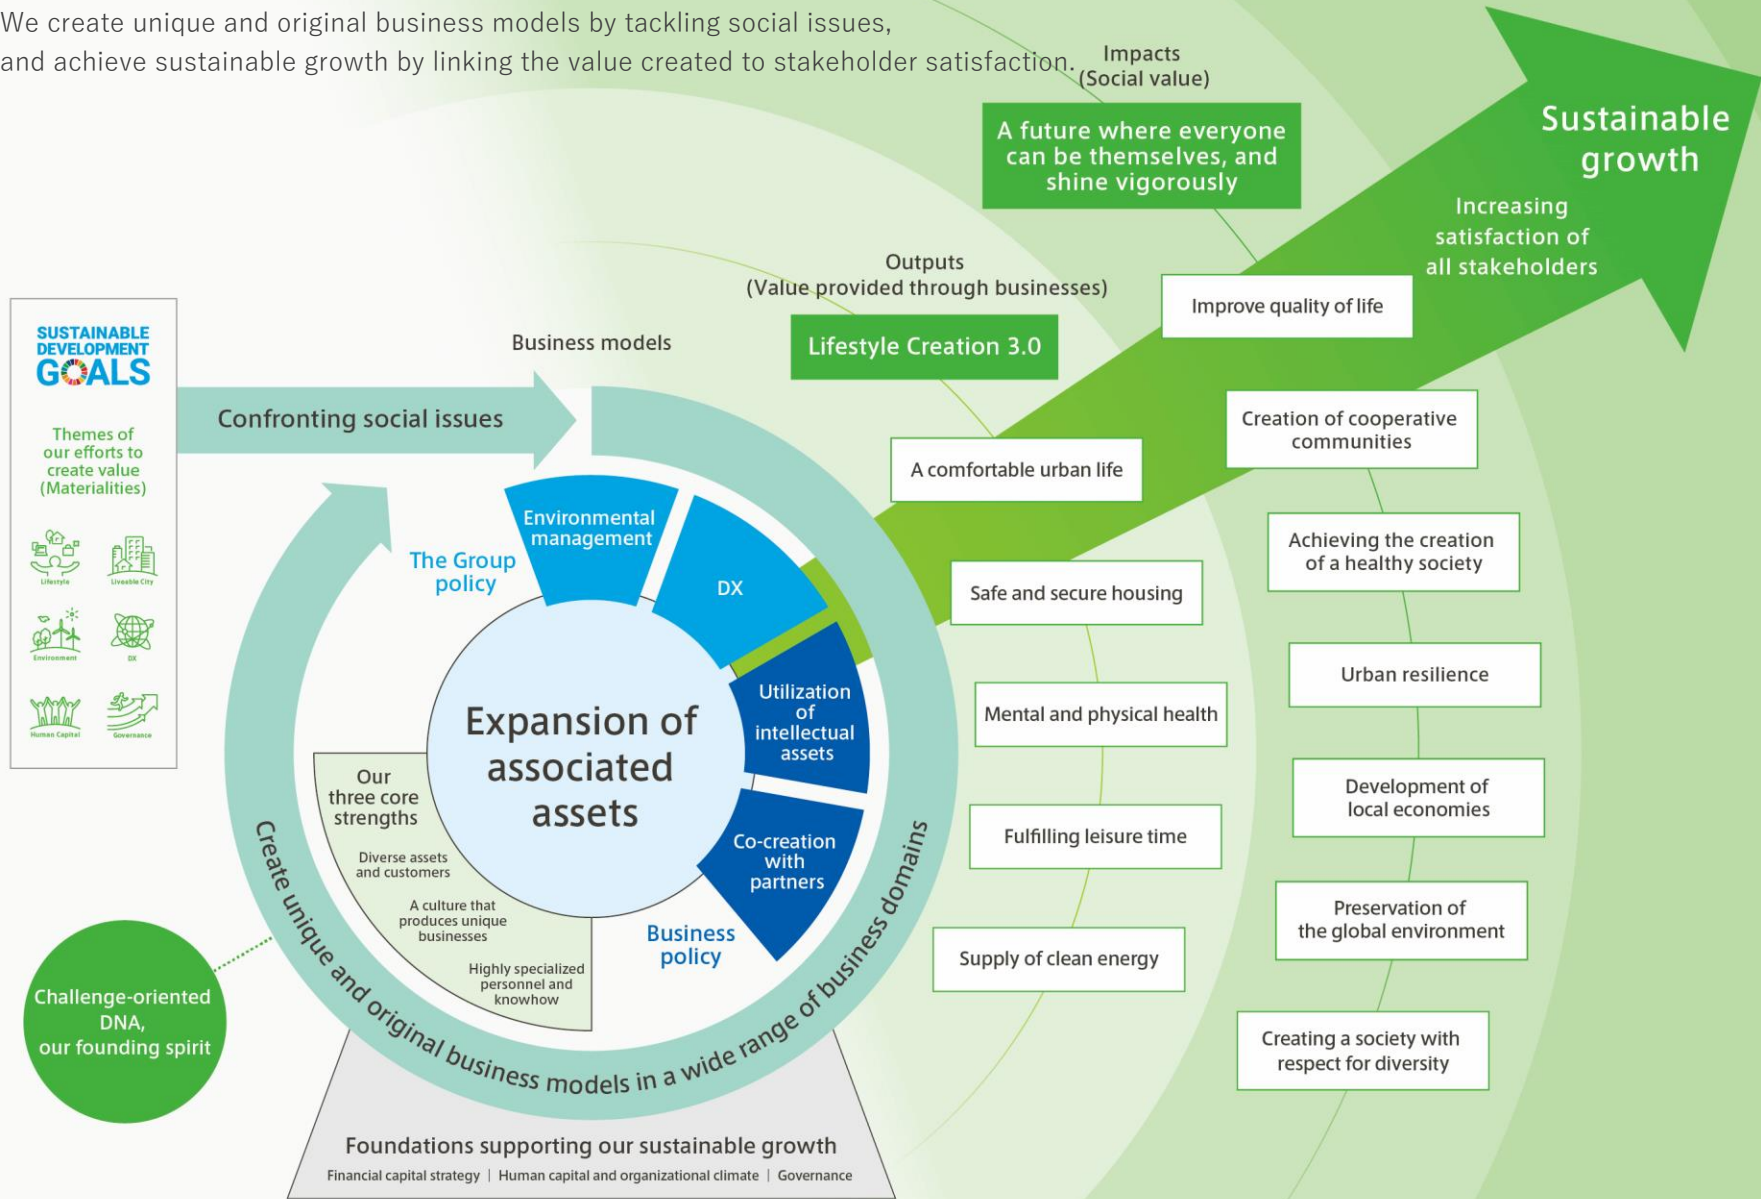 We create unique and original business models by tackling social issues,
and achieve sustainable growth by linking the value created to stakeholder satisfaction.
Impacts
(Social value)
A future where everyone
can be themselves, and
shine vigorously
Sustainable
growth
Increasing
satisfaction of
all stakeholders
Outputs
(Value provided through businesses)
Lifestyle Creation 3.0
Business models
SUSTAINABLE
DEVELOPMENT
GOALS
Themes of
our efforts to
create value
(Materialities)
Lifestyle
Liveable City
Environment
DX
Human Capital
Governance
Confronting social issues
The Group
policy
Environmental
management
DX
Utilization
of
intellectual
assets
Co-creation
with
partners
Business
policy
Expansion of
associated
assets
Our
three core
strengths
Diverse assets
and customers
A culture that
produces unique
businesses
Highly specialized
personnel and
knowhow
Create unique and original business models in a wide range of business domains
Challenge-oriented
DNA,
our founding spirit
Foundations supporting our sustainable growth
Financial capital strategy | Human capital and organizational climate | Governance
A comfortable urban life
Safe and secure housing
Mental and physical health
Fulfilling leisure time
Supply of clean energy
Improve quality of life
Creation of cooperative
communities
Achieving the creation
of a healthy society
Urban resilience
Development of
local economies
Preservation of
the global environment
Creating a society with
respect for diversity